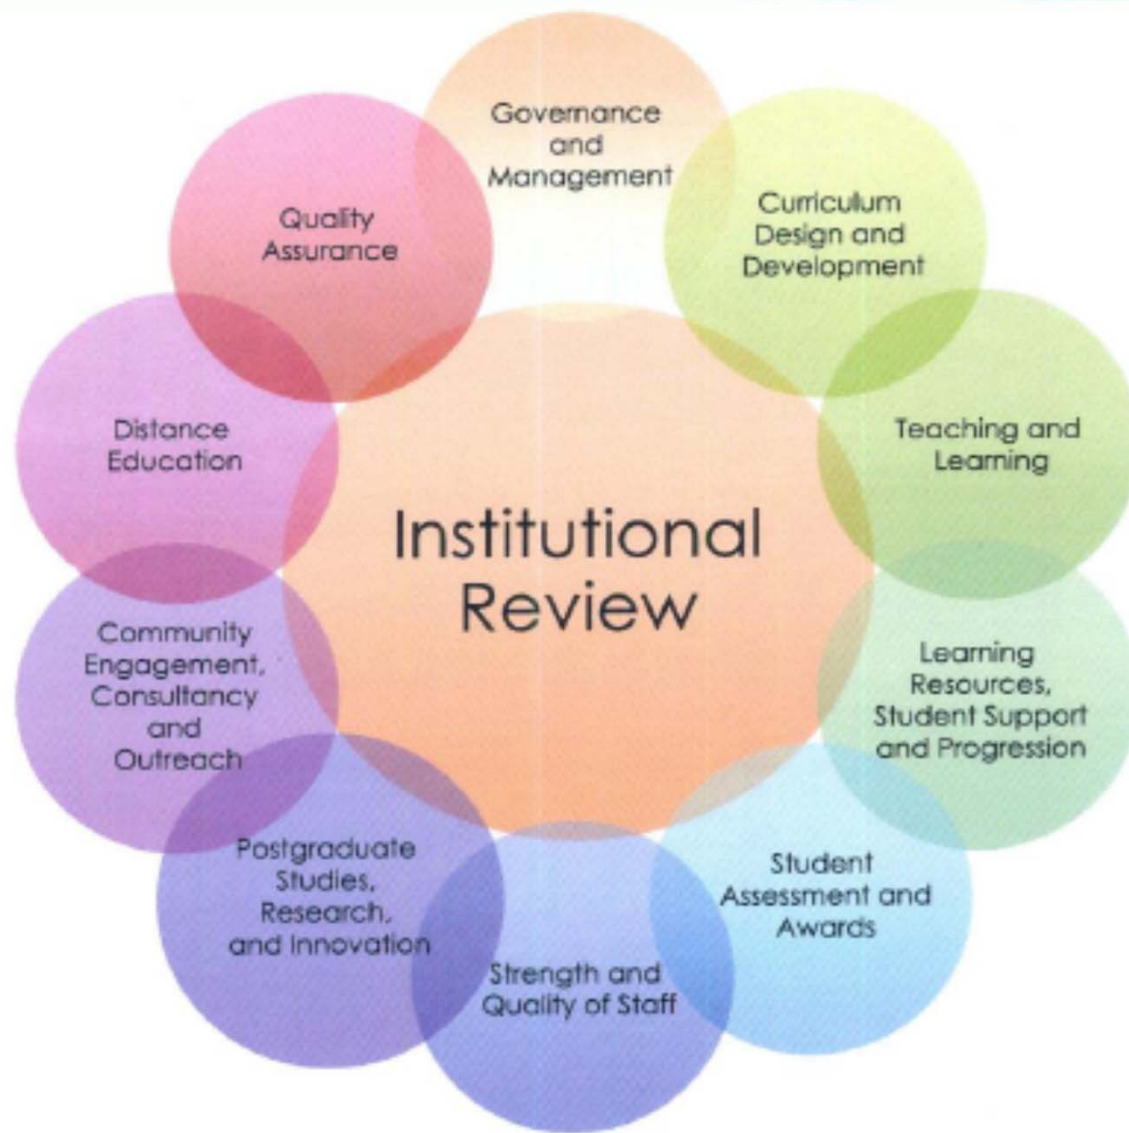 Governance
and
Management
Curriculum
Design and
Development
Teaching and
Learning
Learning
Resources,
Student Support
and Progression
Student
Assessment and
Awards
Strength and
Quality of Staff
Postgraduate
Studies,
Research,
and Innovation
Community
Engagement,
Consultancy
and
Outreach
Distance
Education
Quality
Assurance
Institutional
Review